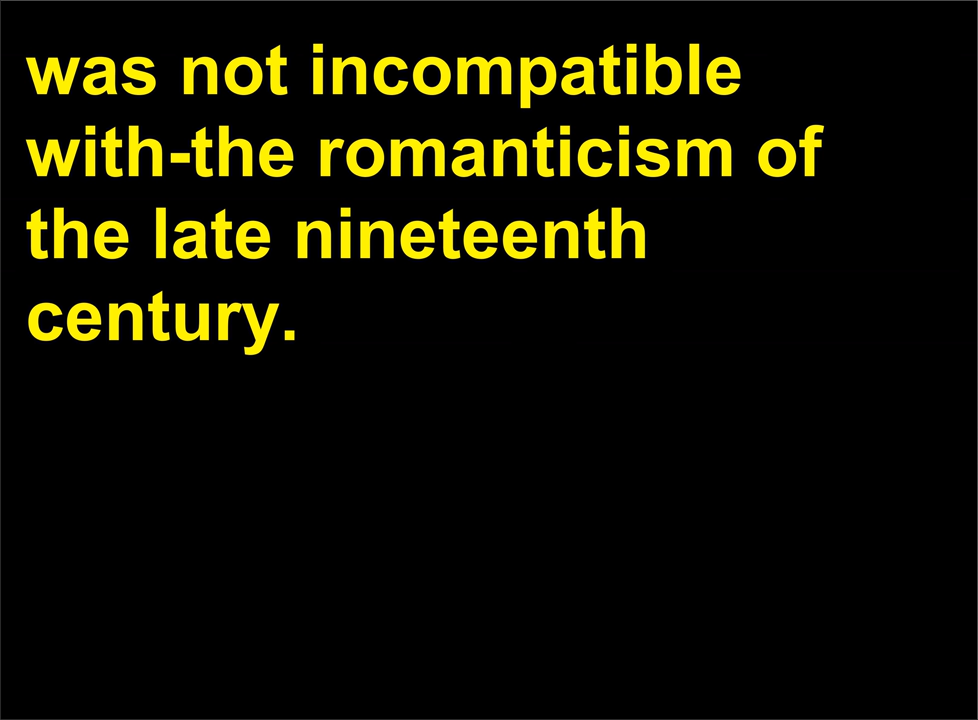 was not incompatible
with-the romanticism of
the late nineteenth
century.